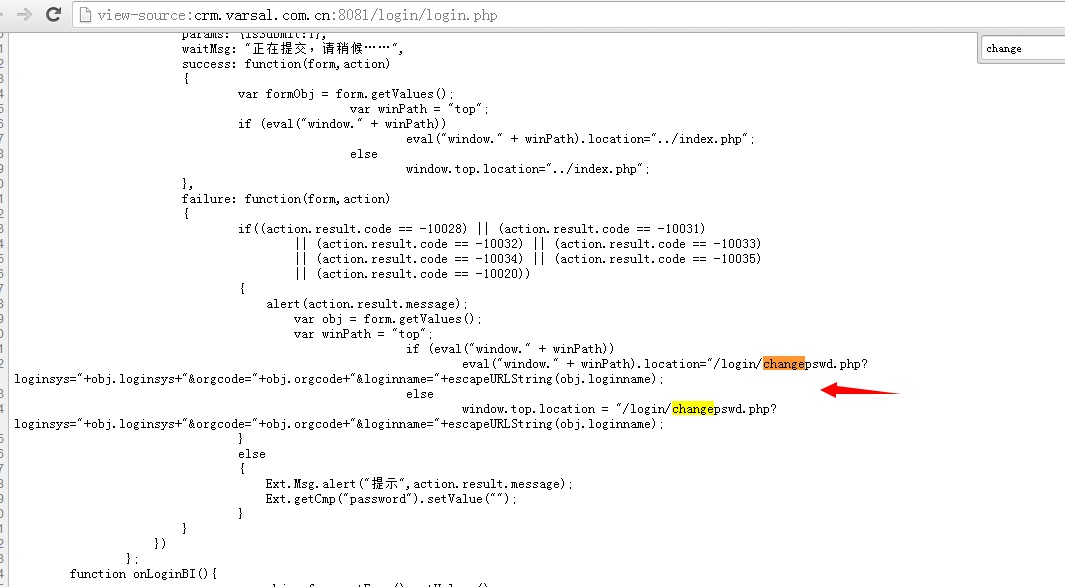 view-source:crm.varsal.com.cn:8081/login/login.php
change
params: {isSubmit:1},
waitMsg: "正在提交，请稍候……",
success: function(form,action)
{
var formObj = form.getValues();
var winPath = "top";
if (eval("window." + winPath))
eval("window." + winPath).location="../index.php";
else
window.top.location="../index.php";
},
failure: function(form,action)
{
if((action.result.code == -10028) || (action.result.code == -10031)
|| (action.result.code == -10032) || (action.result.code == -10033)
|| (action.result.code == -10034) || (action.result.code == -10035)
|| (action.result.code == -10020))
{
alert(action.result.message);
var obj = form.getValues();
var winPath = "top";
if (eval("window." + winPath))
eval("window." + winPath).location="/login/changepswd.php?
loginsys="+obj.loginsys+"&orgcode="+obj.orgcode+"&loginname="+escapeURLString(obj.loginname);
else
window.top.location = "/login/changepswd.php?
loginsys="+obj.loginsys+"&orgcode="+obj.orgcode+"&loginname="+escapeURLString(obj.loginname);
}
else
{
Ext.Msg.alert("提示",action.result.message);
Ext.getCmp("password").setValue("");
}
}
})
};
function onLoginBI(){